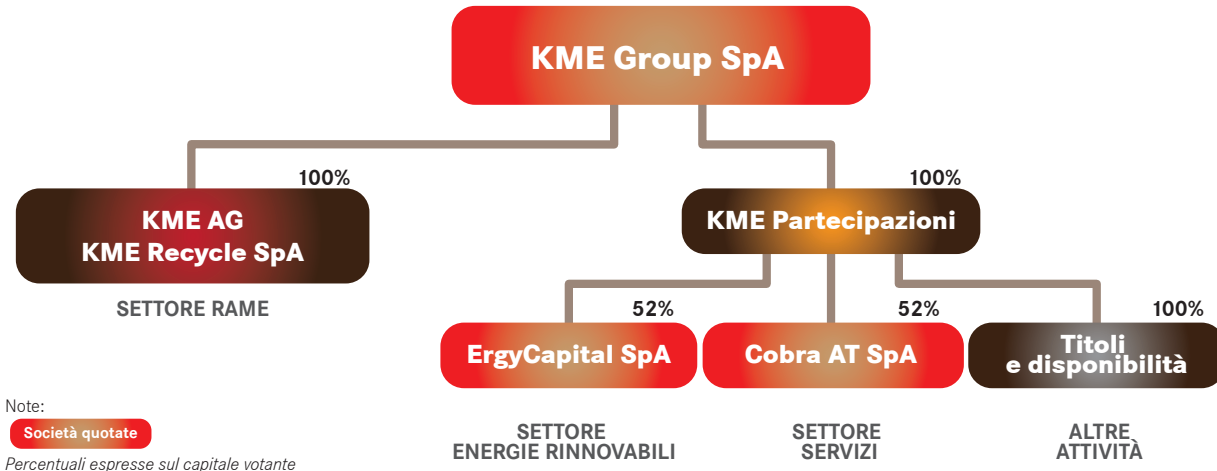 KME Group SpA
100%
KME AG
KME Recycle SpA
SETTORE RAME
100%
KME Partecipazioni
52%
ErgyCapital SpA
SETTORE
ENERGIE RINNOVABILI
52%
Cobra AT SpA
SETTORE
SERVIZI
100%
Titoli
e disponibilità
ALTRE
ATTIVITÀ
Note:
Società quotate
Percentuali espresse sul capitale votante